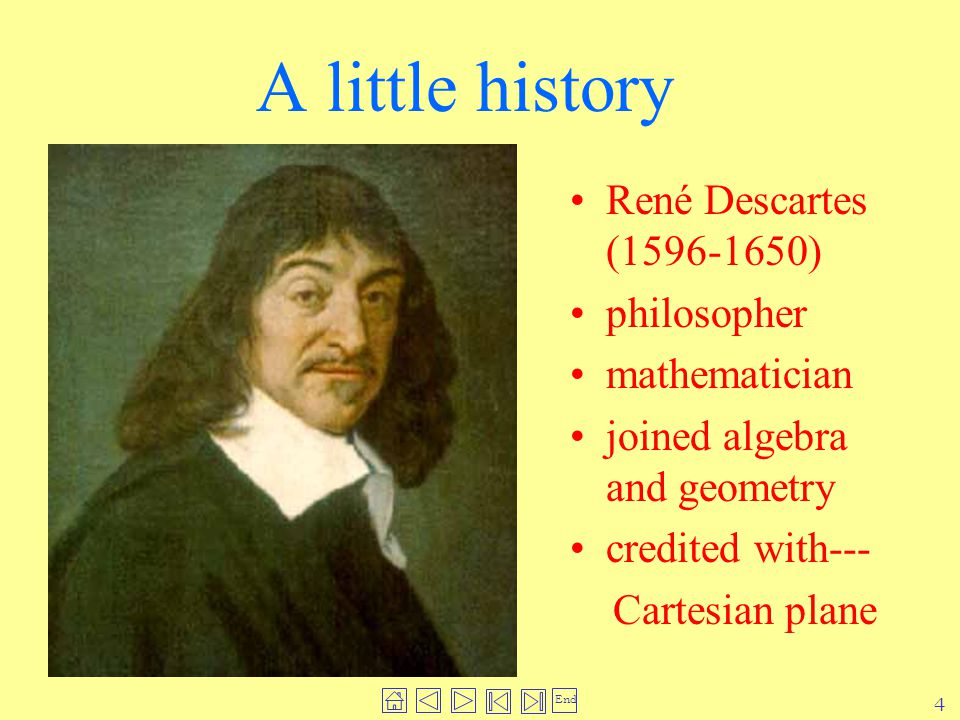 A little history
• René Descartes
(1596-1650)
• philosopher
• mathematician
• joined algebra
and geometry
• credited with---
Cartesian plane
End
4